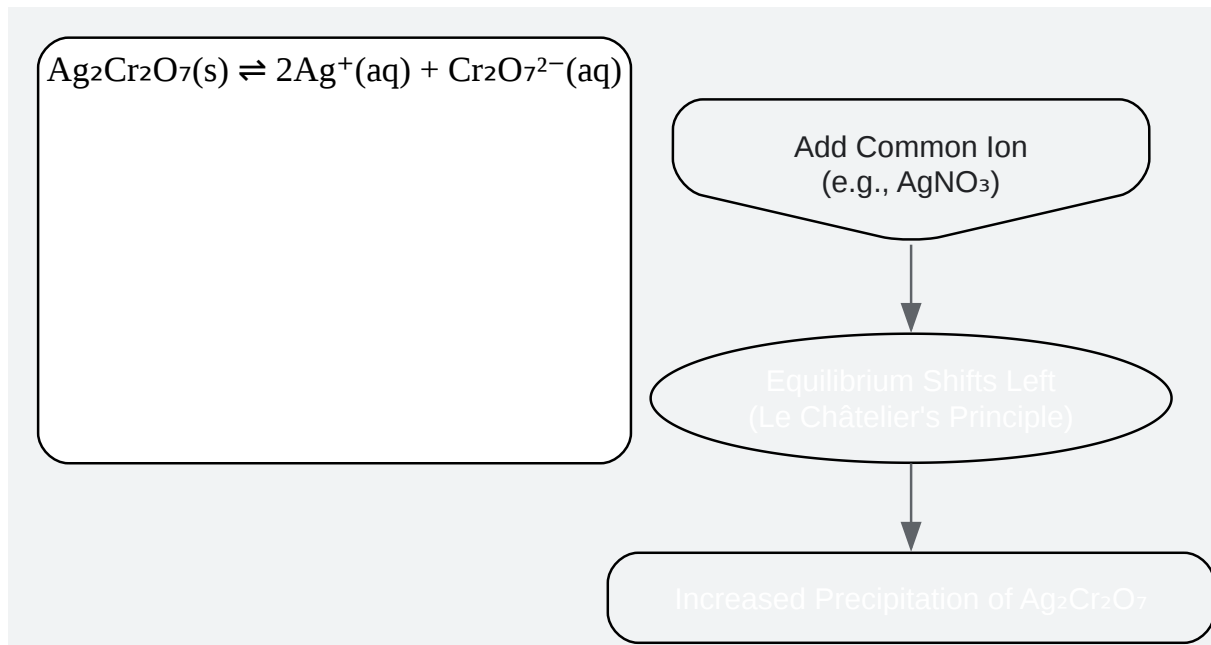 Ag₂Cr₂O₇(s) ⇌ 2Ag⁺(aq) + Cr₂O₇²⁻(aq)
Add Common Ion
(e.g., AgNO₃)
Equilibrium Shifts Left
(Le Châtelier's Principle)
Increased Precipitation of Ag₂Cr₂O₇